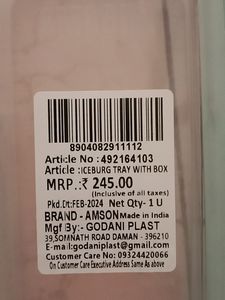 8904082911112
Article No : 492164103
Article :ICEBURG TRAY WITH BOX
MRP.:₹ 245.00
(Inclusive of all taxes)
Pkd.Dt:FEB-2024 Net Qty- 1 U
BRAND - AMSON Made in India
Mgf By:- GODANI PLAST
39,SOMNATH ROAD DAMAN - 396210
E-mail:godaniplast@gmail.com
Customer Care No: 09324420066
On Customer Care Executive Address Same As above